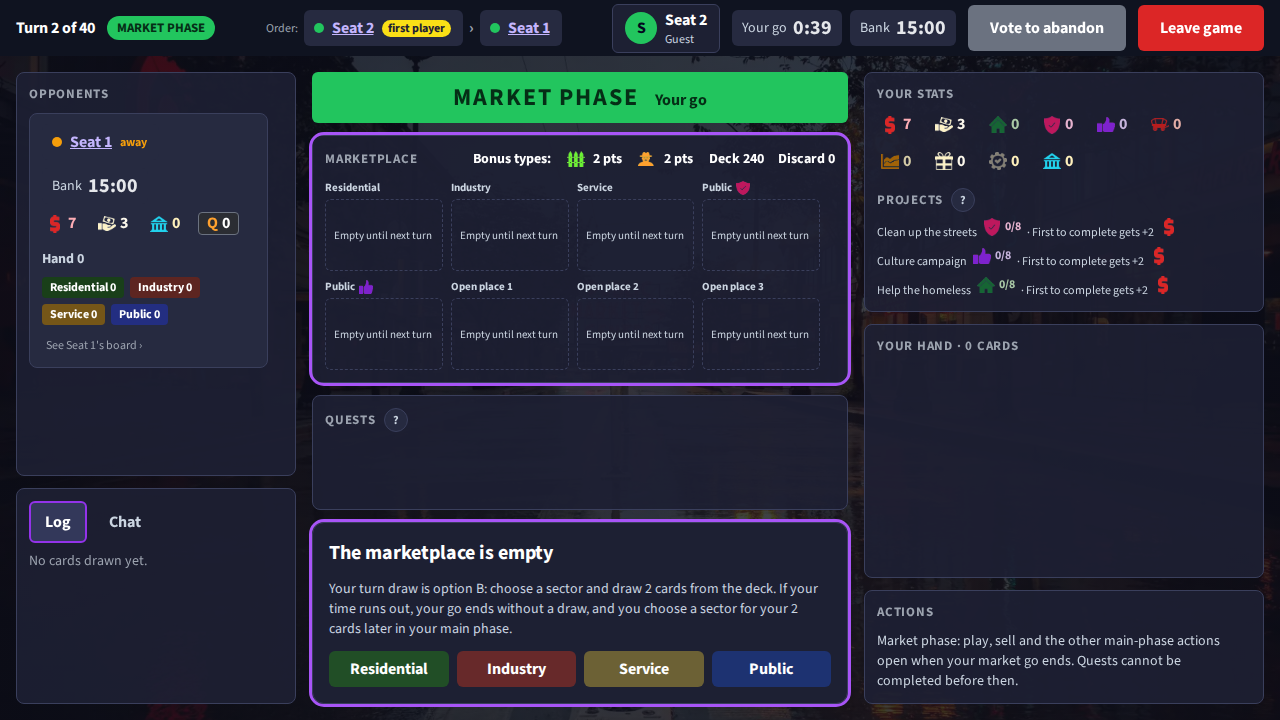 Turn 2 of 40 MARKET PHASE Order: Seat 2 first player › Seat 1 S Seat 2 Guest Your go 0:39 Bank 15:00 Vote to abandon Leave game
OPPONENTS
Seat 1 away
Bank 15:00
7 3 0 Q 0
Hand 0
Residential 0 Industry 0
Service 0 Public 0
See Seat 1's board ›
Log Chat
No cards drawn yet.
MARKET PHASE Your go
MARKETPLACE Bonus types: 2 pts 2 pts Deck 240 Discard 0
Residential Industry Service Public
Empty until next turn Empty until next turn Empty until next turn Empty until next turn
Public Open place 1 Open place 2 Open place 3
Empty until next turn Empty until next turn Empty until next turn Empty until next turn
QUESTS ?
The marketplace is empty
Your turn draw is option B: choose a sector and draw 2 cards from the deck. If your
time runs out, your go ends without a draw, and you choose a sector for your 2
cards later in your main phase.
Residential Industry Service Public
YOUR STATS
7 3 0 0 0 0
0 0 0 0
PROJECTS ?
Clean up the streets 0/8 · First to complete gets +2
Culture campaign 0/8 · First to complete gets +2
Help the homeless 0/8 · First to complete gets +2
YOUR HAND · 0 CARDS
ACTIONS
Market phase: play, sell and the other main-phase actions
open when your market go ends. Quests cannot be
completed before then.